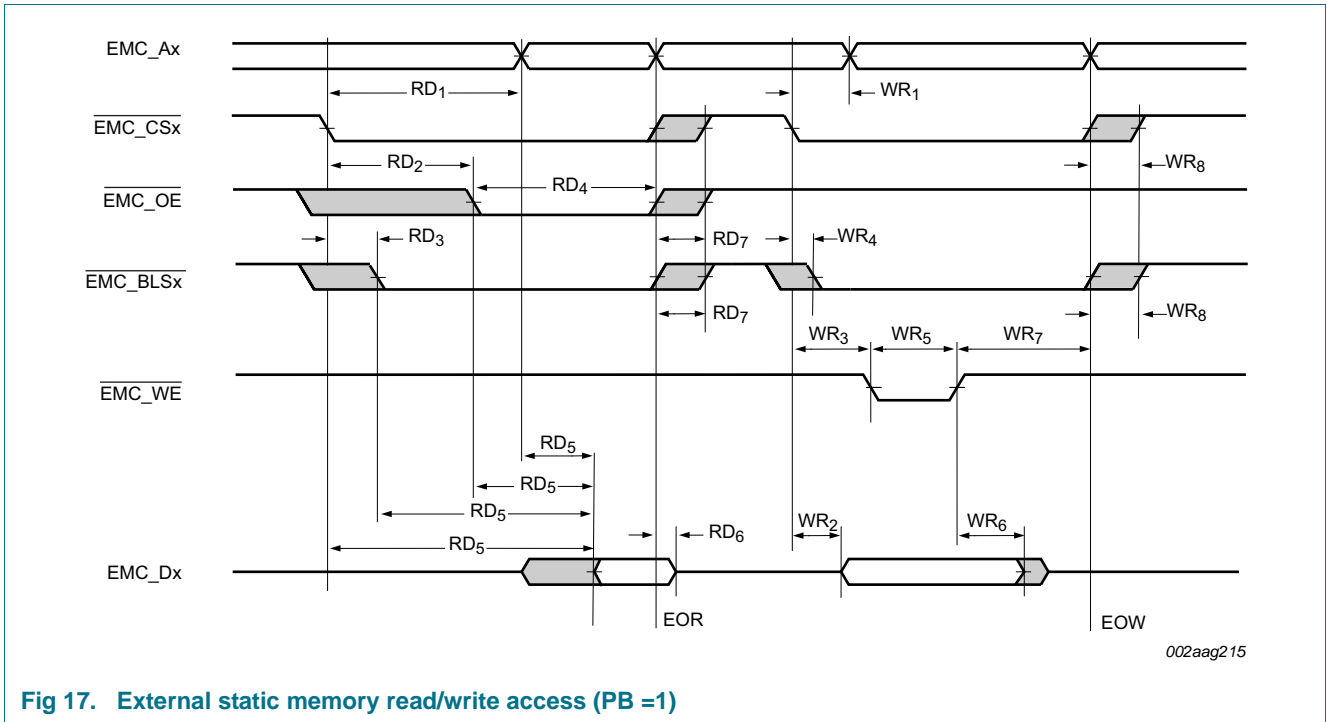 EMC_Ax
RD1
WR1
EMC_CSx
RD2
RD4
WR8
EMC_OE
RD3
RD7
WR4
EMC_BLSx
RD7
WR8
WR3
WR5
WR7
EMC_WE
RD5
RD5
RD5
RD5
RD6
WR2
WR6
EMC_Dx
EOR
EOW
002aag215
Fig 17. External static memory read/write access (PB =1)